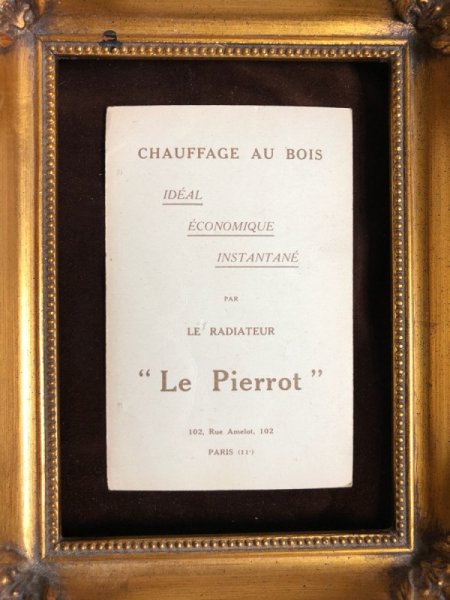 CHAUFFAGE AU BOIS
IDÉAL
ÉCONOMIQUE
INSTANTANÉ
PAR
LE RADIATEUR
“ Le Pierrot ”
102, Rue Amelot, 102
PARIS (11ᵉ)